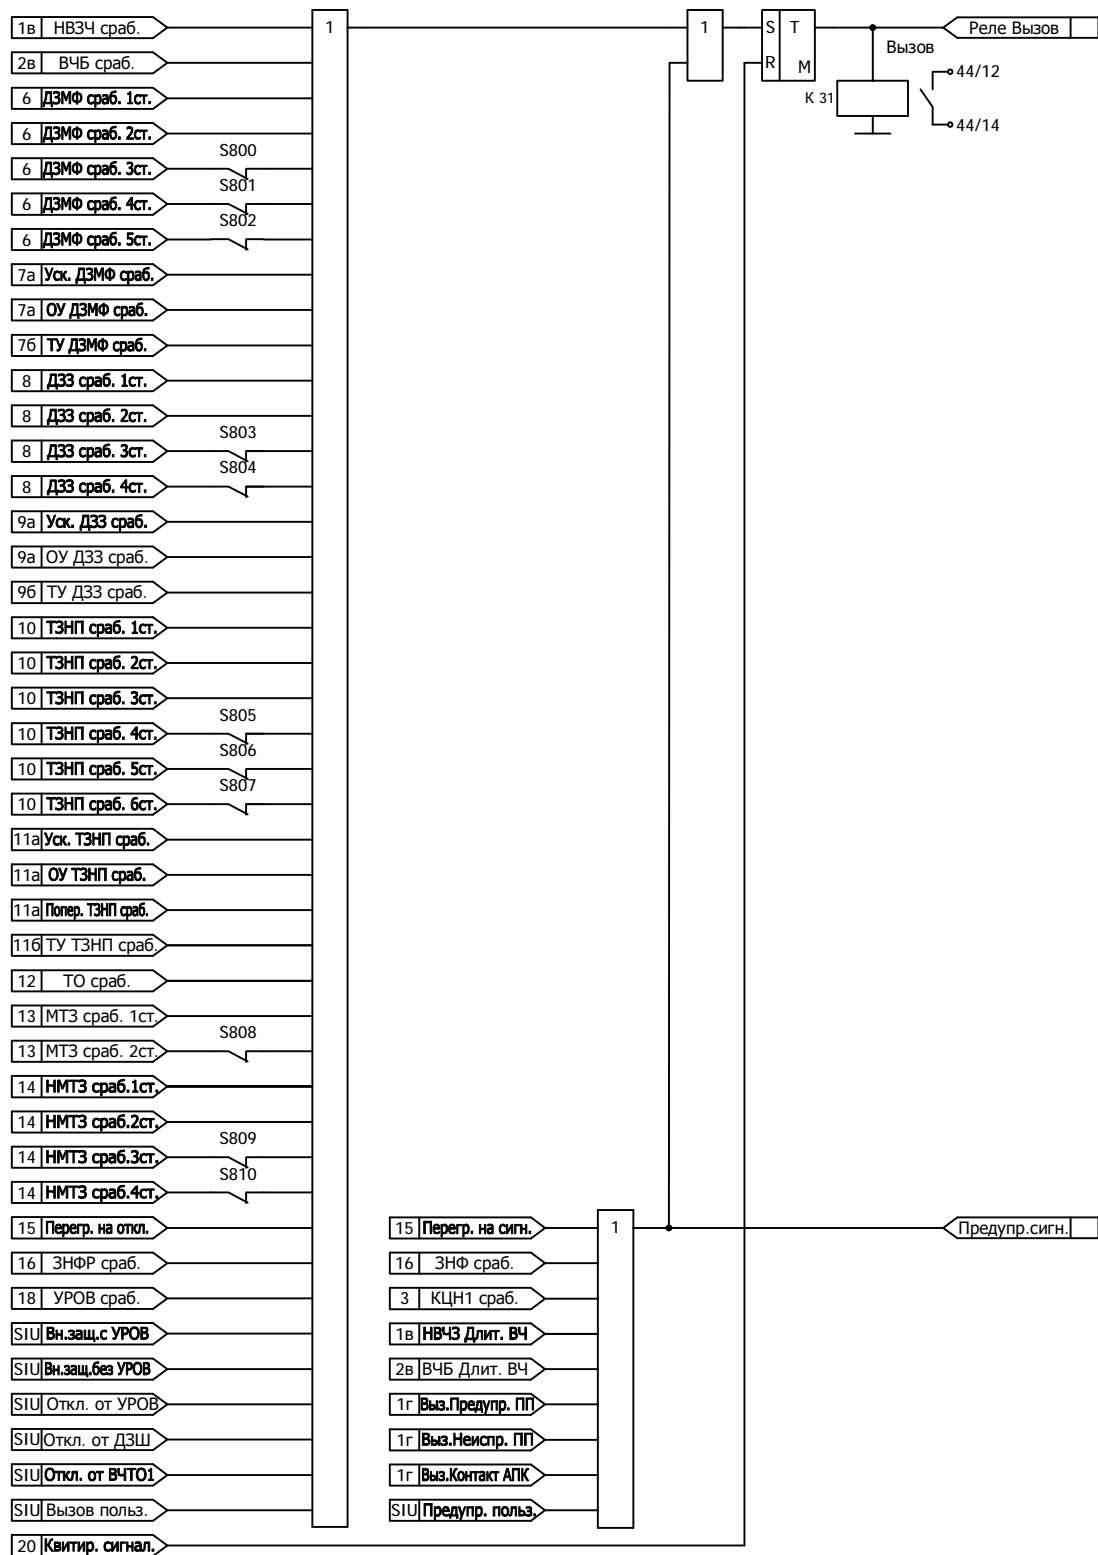 1в НВЗЧ сраб. 1 1 S T Реле Вызов
Вызов
2в ВЧБ сраб. R M 44/12
6 ДЗМФ сраб. 1ст. К 31
6 ДЗМФ сраб. 2ст. 44/14
S800
6 ДЗМФ сраб. 3ст.
S801
6 ДЗМФ сраб. 4ст.
S802
6 ДЗМФ сраб. 5ст.
7а Уск. ДЗМФ сраб.
7а ОУ ДЗМФ сраб.
7б ТУ ДЗМФ сраб.
8 ДЗЗ сраб. 1ст.
8 ДЗЗ сраб. 2ст.
S803
8 ДЗЗ сраб. 3ст.
S804
8 ДЗЗ сраб. 4ст.
9а Уск. ДЗЗ сраб.
9а ОУ ДЗЗ сраб.
9б ТУ ДЗЗ сраб.
10 ТЗНП сраб. 1ст.
10 ТЗНП сраб. 2ст.
10 ТЗНП сраб. 3ст.
S805
10 ТЗНП сраб. 4ст.
S806
10 ТЗНП сраб. 5ст.
S807
10 ТЗНП сраб. 6ст.
11а Уск. ТЗНП сраб.
11а ОУ ТЗНП сраб.
11а Попер. ТЗНП сраб.
11б ТУ ТЗНП сраб.
12 ТО сраб.
13 МТЗ сраб. 1ст.
S808
13 МТЗ сраб. 2ст.
14 НМТЗ сраб.1ст.
14 НМТЗ сраб.2ст.
S809
14 НМТЗ сраб.3ст.
S810
14 НМТЗ сраб.4ст.
15 Перегр. на откл. 15 Перегр. на сигн. 1 Предупр.сигн.
16 ЗНФР сраб. 16 ЗНФ сраб.
18 УРОВ сраб. 3 КЦН1 сраб.
SIU Вн.защ.с УРОВ 1в НВЧЗ Длит. ВЧ
SIU Вн.защ.без УРОВ 2в ВЧБ Длит. ВЧ
SIU Откл. от УРОВ 1г Выз.Предупр. ПП
SIU Откл. от ДЗШ 1г Выз.Неиспр. ПП
SIU Откл. от ВЧТО1 1г Выз.Контакт АПК
SIU Вызов польз. SIU Предупр. польз.
20 Квитир. сигнал.